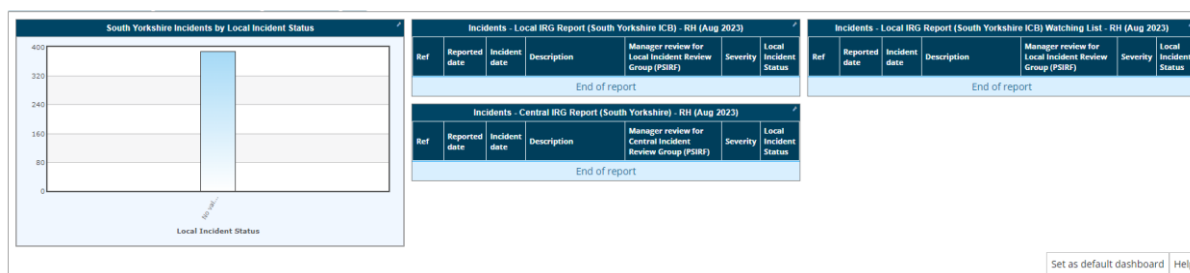 South Yorkshire Incidents by Local Incident Status
400
320
240
160
80
0
No val...
Local Incident Status
Incidents - Local IRG Report (South Yorkshire ICB) - RH (Aug 2023)
Ref Reported date Incident date Description Manager review for Local Incident Review Group (PSIRF) Severity Local Incident Status
End of report
Incidents - Central IRG Report (South Yorkshire) - RH (Aug 2023)
Ref Reported date Incident date Description Manager review for Central Incident Review Group (PSIRF) Severity Local Incident Status
End of report
Incidents - Local IRG Report (South Yorkshire ICB) Watching List - RH (Aug 2023)
Ref Reported date Incident date Description Manager review for Local Incident Review Group (PSIRF) Severity Local Incident Status
End of report
Set as default dashboard Help